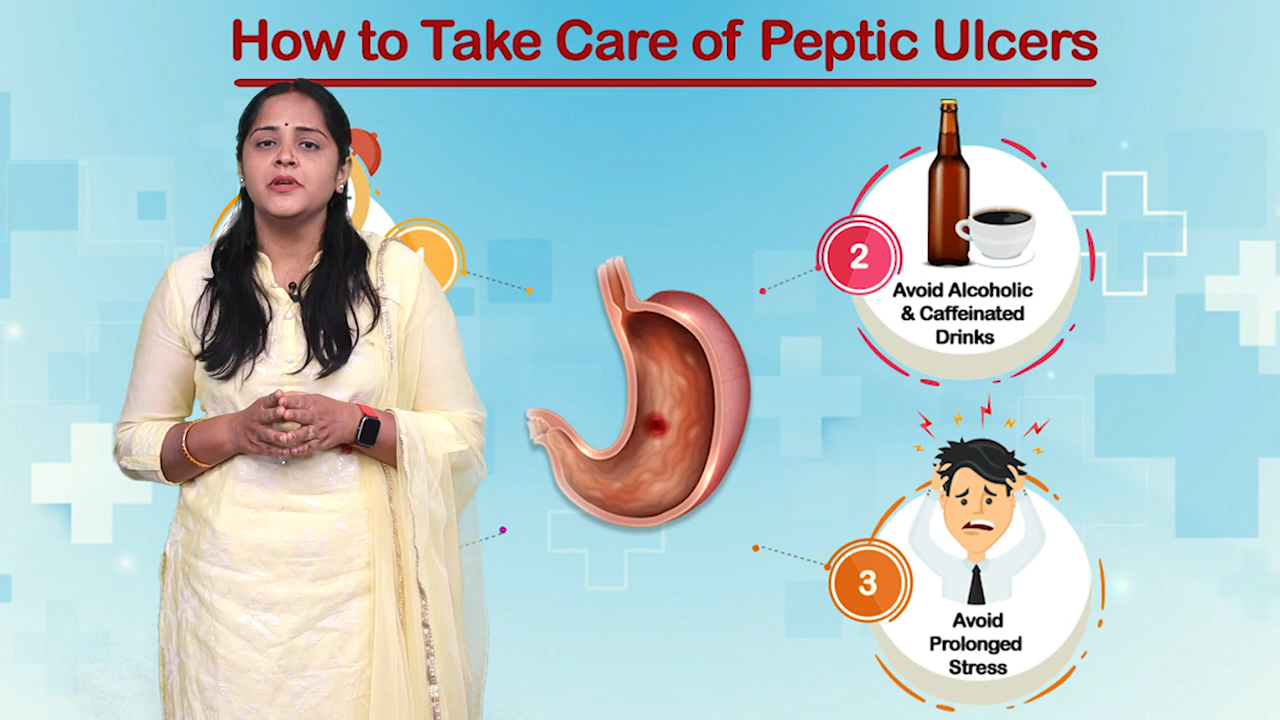 How to Take Care of Peptic Ulcers
2
Avoid Alcoholic
& Caffeinated
Drinks
3
Avoid
Prolonged
Stress